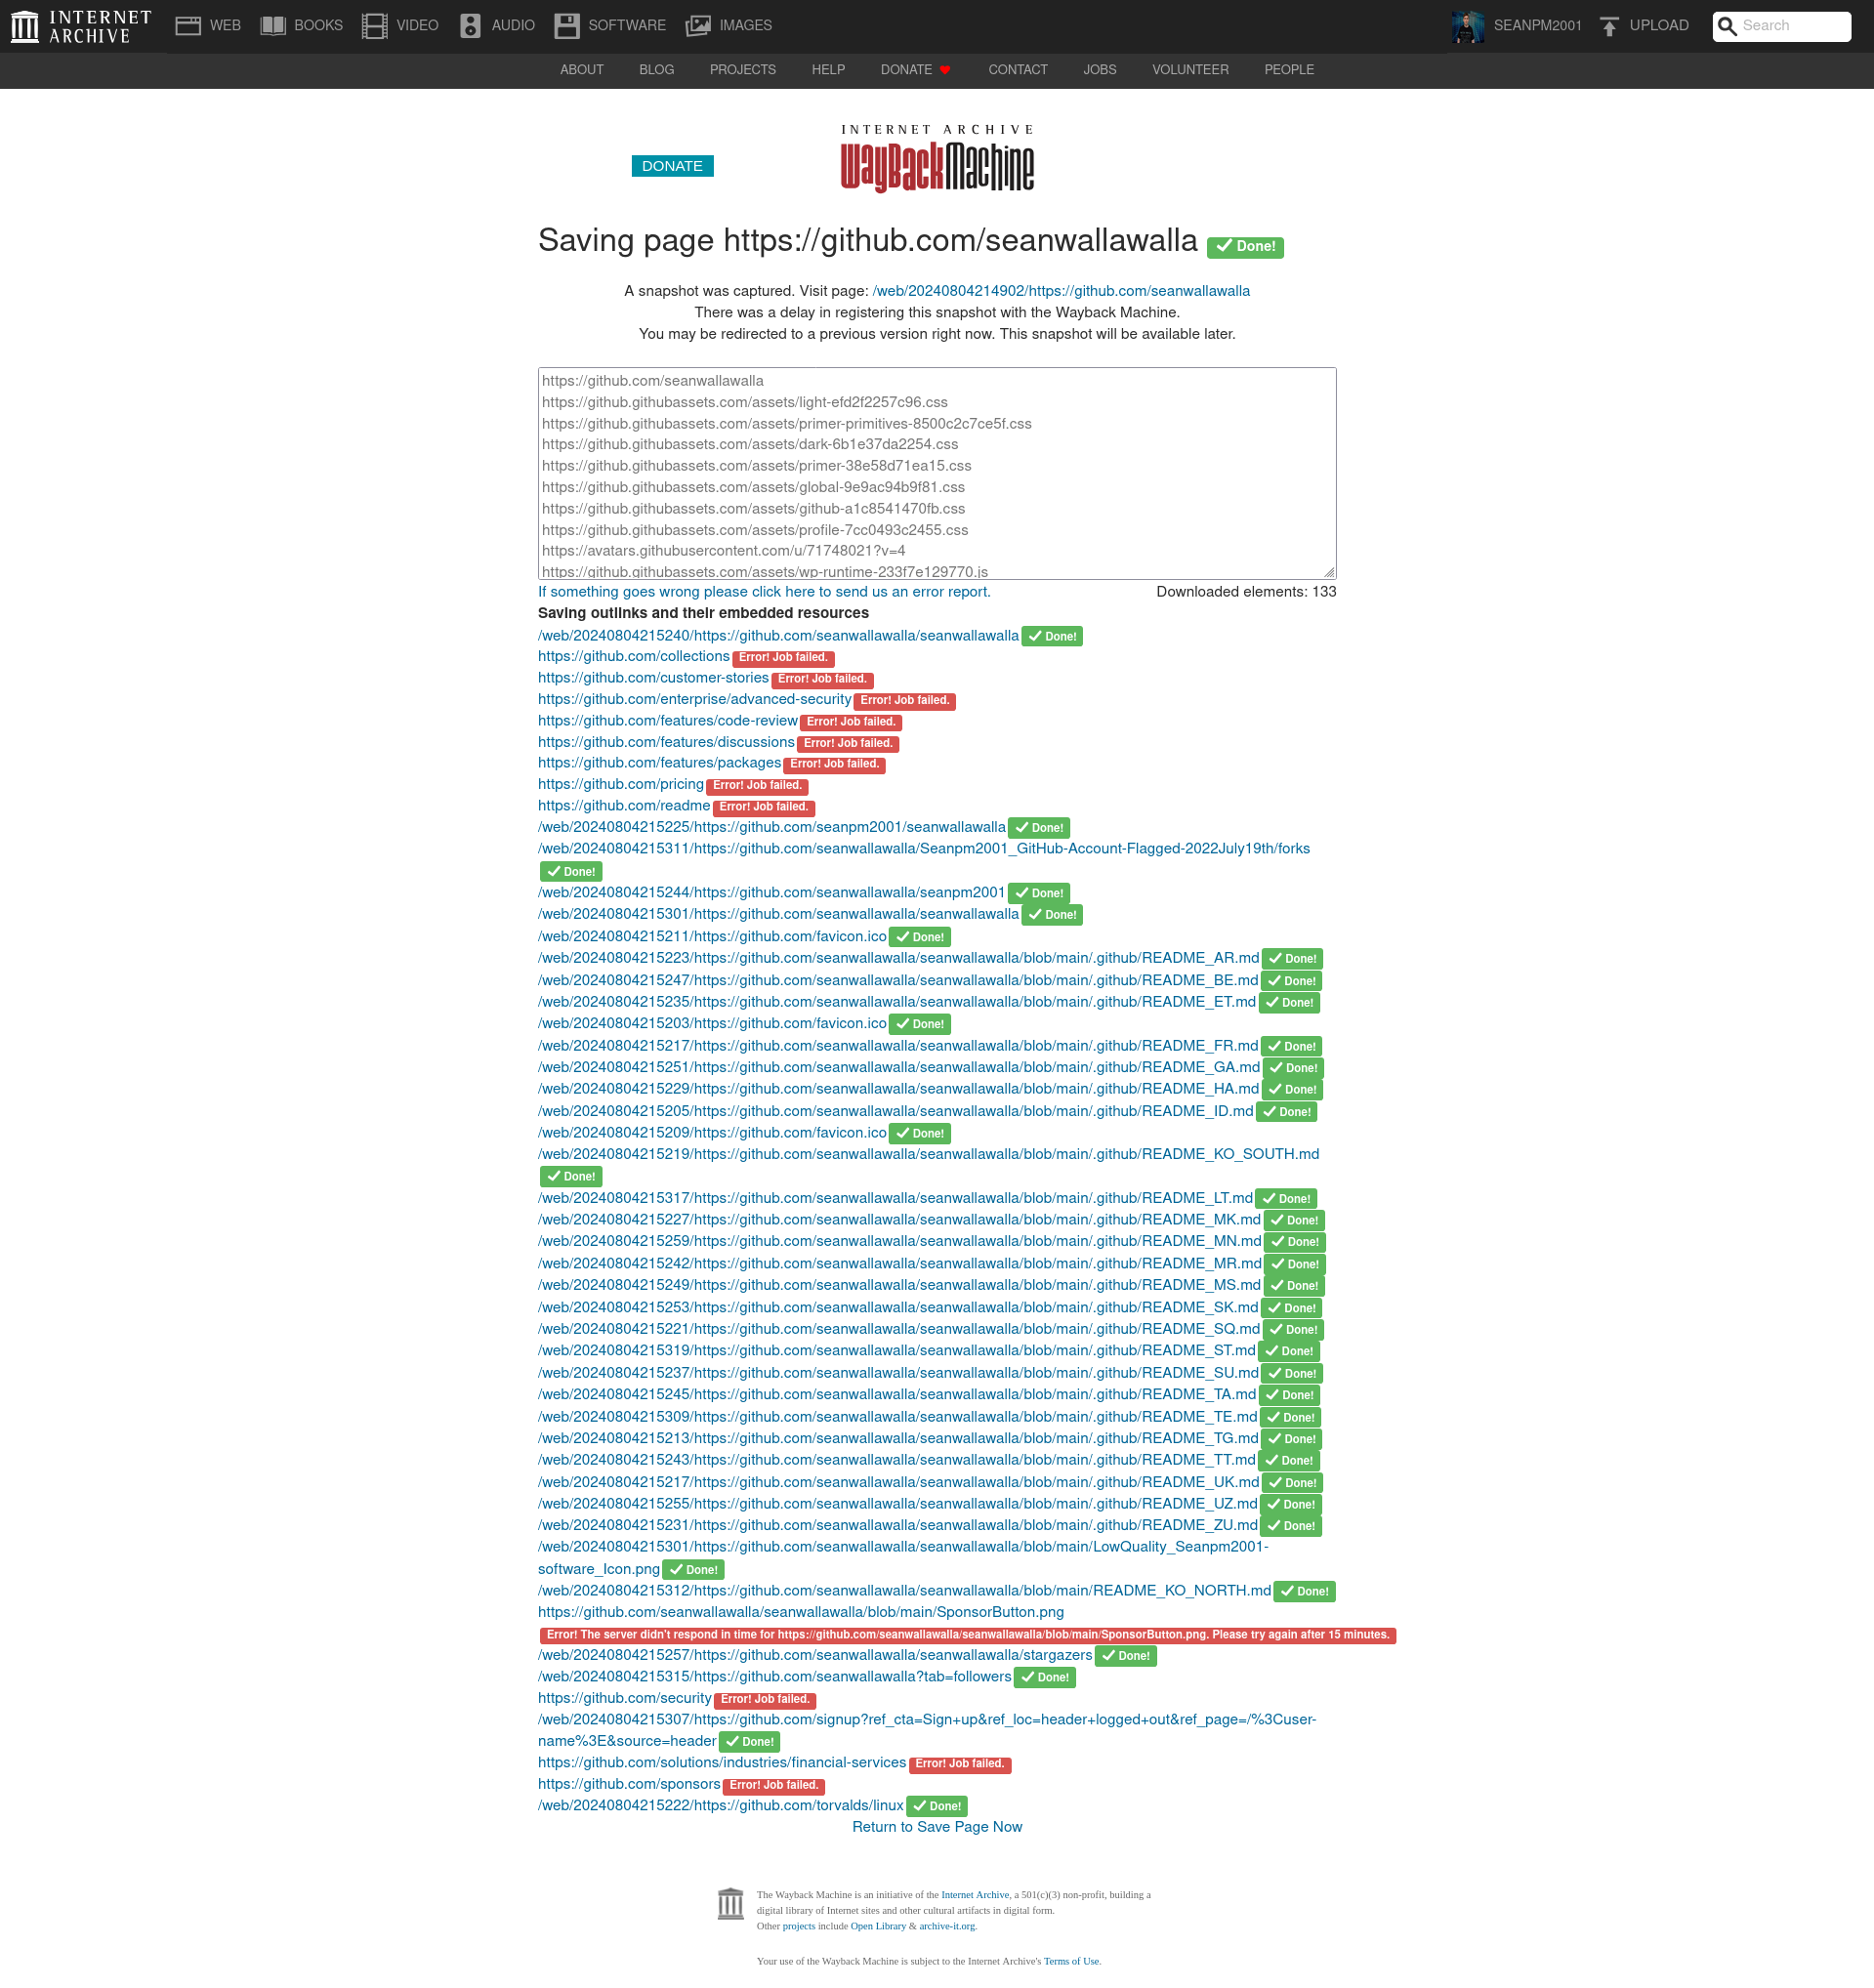 INTERNET ARCHIVE
WEB BOOKS VIDEO AUDIO SOFTWARE IMAGES SEANPM2001 UPLOAD Search
ABOUT BLOG PROJECTS HELP DONATE CONTACT JOBS VOLUNTEER PEOPLE
INTERNET ARCHIVE
DONATE WayBackMachine
Saving page https://github.com/seanwallawalla Done!
A snapshot was captured. Visit page: /web/20240804214902/https://github.com/seanwallawalla
There was a delay in registering this snapshot with the Wayback Machine.
You may be redirected to a previous version right now. This snapshot will be available later.
https://github.com/seanwallawalla
https://github.githubassets.com/assets/light-efd2f2257c96.css
https://github.githubassets.com/assets/primer-primitives-8500c2c7ce5f.css
https://github.githubassets.com/assets/dark-6b1e37da2254.css
https://github.githubassets.com/assets/primer-38e58d71ea15.css
https://github.githubassets.com/assets/global-9e9ac94b9f81.css
https://github.githubassets.com/assets/github-a1c8541470fb.css
https://github.githubassets.com/assets/profile-7cc0493c2455.css
https://avatars.githubusercontent.com/u/71748021?v=4
https://github.githubassets.com/assets/wp-runtime-233f7e129770.js
If something goes wrong please click here to send us an error report. Downloaded elements: 133
Saving outlinks and their embedded resources
/web/20240804215240/https://github.com/seanwallawalla/seanwallawalla Done!
https://github.com/collections Error! Job failed.
https://github.com/customer-stories Error! Job failed.
https://github.com/enterprise/advanced-security Error! Job failed.
https://github.com/features/code-review Error! Job failed.
https://github.com/features/discussions Error! Job failed.
https://github.com/features/packages Error! Job failed.
https://github.com/pricing Error! Job failed.
https://github.com/readme Error! Job failed.
/web/20240804215225/https://github.com/seanpm2001/seanwallawalla Done!
/web/20240804215311/https://github.com/seanwallawalla/Seanpm2001_GitHub-Account-Flagged-2022July19th/forks
Done!
/web/20240804215244/https://github.com/seanwallawalla/seanpm2001 Done!
/web/20240804215301/https://github.com/seanwallawalla/seanwallawalla Done!
/web/20240804215211/https://github.com/favicon.ico Done!
/web/20240804215223/https://github.com/seanwallawalla/seanwallawalla/blob/main/.github/README_AR.md Done!
/web/20240804215247/https://github.com/seanwallawalla/seanwallawalla/blob/main/.github/README_BE.md Done!
/web/20240804215235/https://github.com/seanwallawalla/seanwallawalla/blob/main/.github/README_ET.md Done!
/web/20240804215203/https://github.com/favicon.ico Done!
/web/20240804215217/https://github.com/seanwallawalla/seanwallawalla/blob/main/.github/README_FR.md Done!
/web/20240804215251/https://github.com/seanwallawalla/seanwallawalla/blob/main/.github/README_GA.md Done!
/web/20240804215229/https://github.com/seanwallawalla/seanwallawalla/blob/main/.github/README_HA.md Done!
/web/20240804215205/https://github.com/seanwallawalla/seanwallawalla/blob/main/.github/README_ID.md Done!
/web/20240804215209/https://github.com/favicon.ico Done!
/web/20240804215219/https://github.com/seanwallawalla/seanwallawalla/blob/main/.github/README_KO_SOUTH.md
Done!
/web/20240804215317/https://github.com/seanwallawalla/seanwallawalla/blob/main/.github/README_LT.md Done!
/web/20240804215227/https://github.com/seanwallawalla/seanwallawalla/blob/main/.github/README_MK.md Done!
/web/20240804215259/https://github.com/seanwallawalla/seanwallawalla/blob/main/.github/README_MN.md Done!
/web/20240804215242/https://github.com/seanwallawalla/seanwallawalla/blob/main/.github/README_MR.md Done!
/web/20240804215249/https://github.com/seanwallawalla/seanwallawalla/blob/main/.github/README_MS.md Done!
/web/20240804215253/https://github.com/seanwallawalla/seanwallawalla/blob/main/.github/README_SK.md Done!
/web/20240804215221/https://github.com/seanwallawalla/seanwallawalla/blob/main/.github/README_SQ.md Done!
/web/20240804215319/https://github.com/seanwallawalla/seanwallawalla/blob/main/.github/README_ST.md Done!
/web/20240804215237/https://github.com/seanwallawalla/seanwallawalla/blob/main/.github/README_SU.md Done!
/web/20240804215245/https://github.com/seanwallawalla/seanwallawalla/blob/main/.github/README_TA.md Done!
/web/20240804215309/https://github.com/seanwallawalla/seanwallawalla/blob/main/.github/README_TE.md Done!
/web/20240804215213/https://github.com/seanwallawalla/seanwallawalla/blob/main/.github/README_TG.md Done!
/web/20240804215243/https://github.com/seanwallawalla/seanwallawalla/blob/main/.github/README_TT.md Done!
/web/20240804215217/https://github.com/seanwallawalla/seanwallawalla/blob/main/.github/README_UK.md Done!
/web/20240804215255/https://github.com/seanwallawalla/seanwallawalla/blob/main/.github/README_UZ.md Done!
/web/20240804215231/https://github.com/seanwallawalla/seanwallawalla/blob/main/.github/README_ZU.md Done!
/web/20240804215301/https://github.com/seanwallawalla/seanwallawalla/blob/main/LowQuality_Seanpm2001-
software_Icon.png Done!
/web/20240804215312/https://github.com/seanwallawalla/seanwallawalla/blob/main/README_KO_NORTH.md Done!
https://github.com/seanwallawalla/seanwallawalla/blob/main/SponsorButton.png
Error! The server didn't respond in time for https://github.com/seanwallawalla/seanwallawalla/blob/main/SponsorButton.png. Please try again after 15 minutes.
/web/20240804215257/https://github.com/seanwallawalla/seanwallawalla/stargazers Done!
/web/20240804215315/https://github.com/seanwallawalla?tab=followers Done!
https://github.com/security Error! Job failed.
/web/20240804215307/https://github.com/signup?ref_cta=Sign+up&ref_loc=header+logged+out&ref_page=/%3Cuser-
name%3E&source=header Done!
https://github.com/solutions/industries/financial-services Error! Job failed.
https://github.com/sponsors Error! Job failed.
/web/20240804215222/https://github.com/torvalds/linux Done!
Return to Save Page Now
The Wayback Machine is an initiative of the Internet Archive, a 501(c)(3) non-profit, building a
digital library of Internet sites and other cultural artifacts in digital form.
Other projects include Open Library & archive-it.org.
Your use of the Wayback Machine is subject to the Internet Archive's Terms of Use.